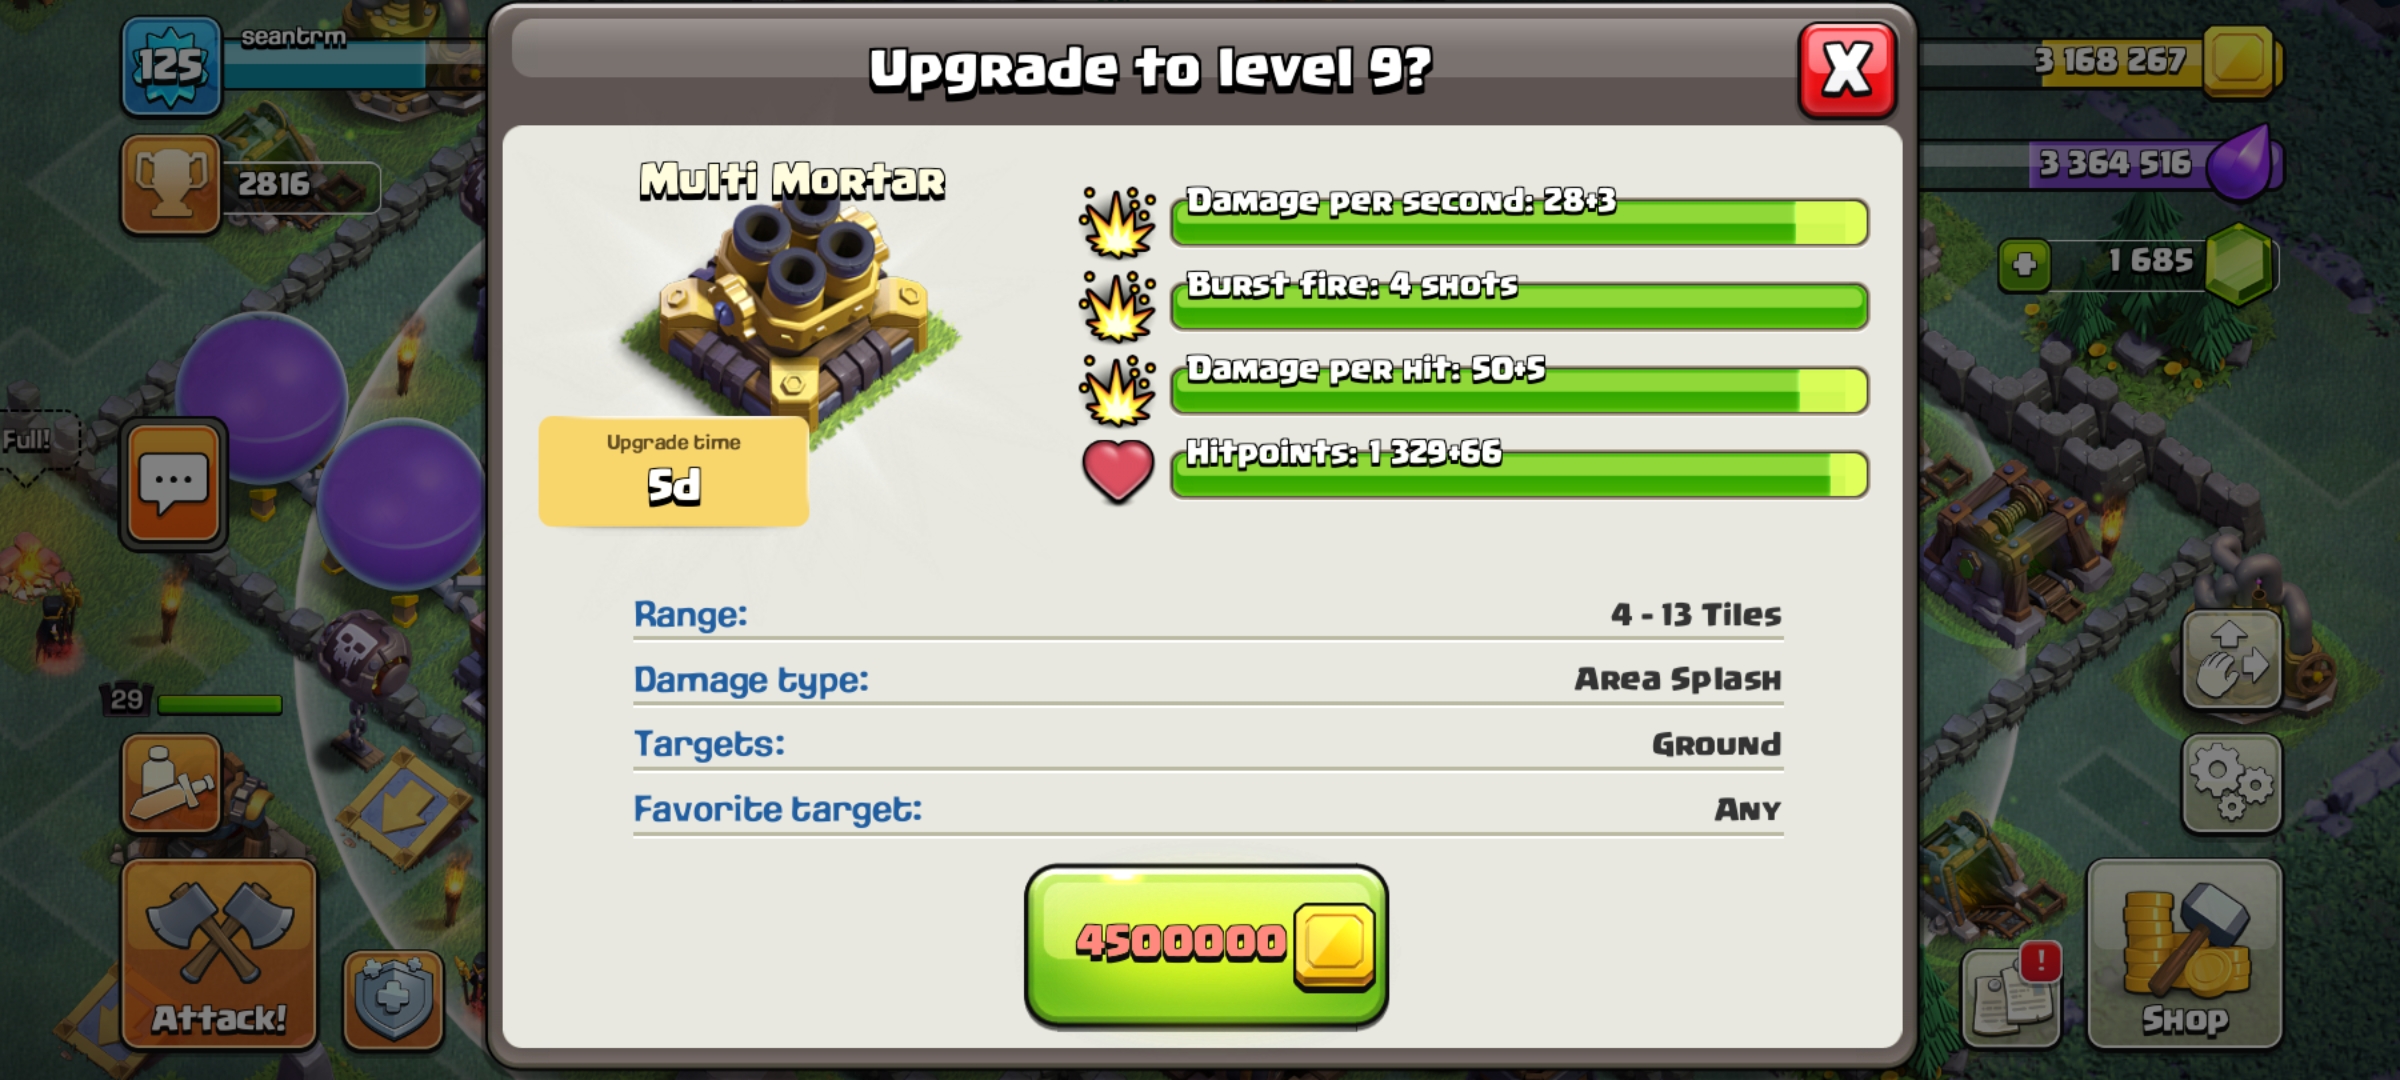 Upgrade to level 9?
X
125
seantrm
2816
3 168 267
3 364 516
1 685
Full!
Multi Mortar
Upgrade time
5d
Damage per second: 28+3
Burst fire: 4 shots
Damage per hit: 50+5
Hitpoints: 1 329+66
Range: 4 - 13 Tiles
Damage type: Area Splash
Targets: Ground
Favorite target: Any
4500000
29
Attack!
!
Shop